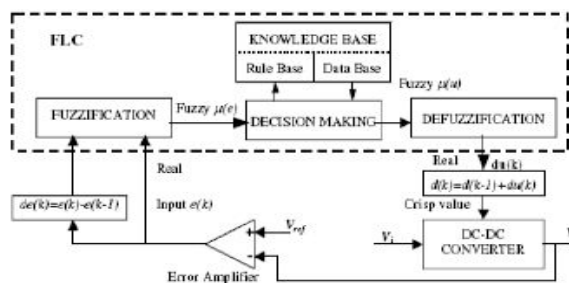 FLC
KNOWLEDGE BASE
Rule Base
Data Base
Fuzzy μ(u)
FUZZIFICATION
Fuzzy μ(e)
DECISION MAKING
DEFUZZIFICATION
Real
Real
du(k)
de(k)=e(k)-e(k-1)
Input e(k)
d(k)=d(k-1)+du(k)
Crisp value
+
Vref
-
Vi
DC-DC
CONVERTER
Error Amplifier